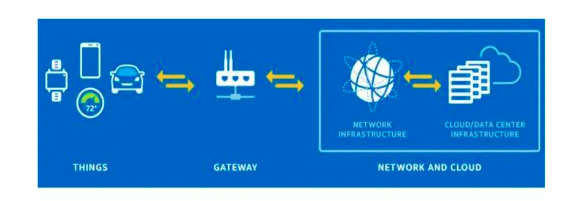 72°
NETWORK
INFRASTRUCTURE
CLOUD/DATA CENTER
INFRASTRUCTURE
THINGS
GATEWAY
NETWORK AND CLOUD